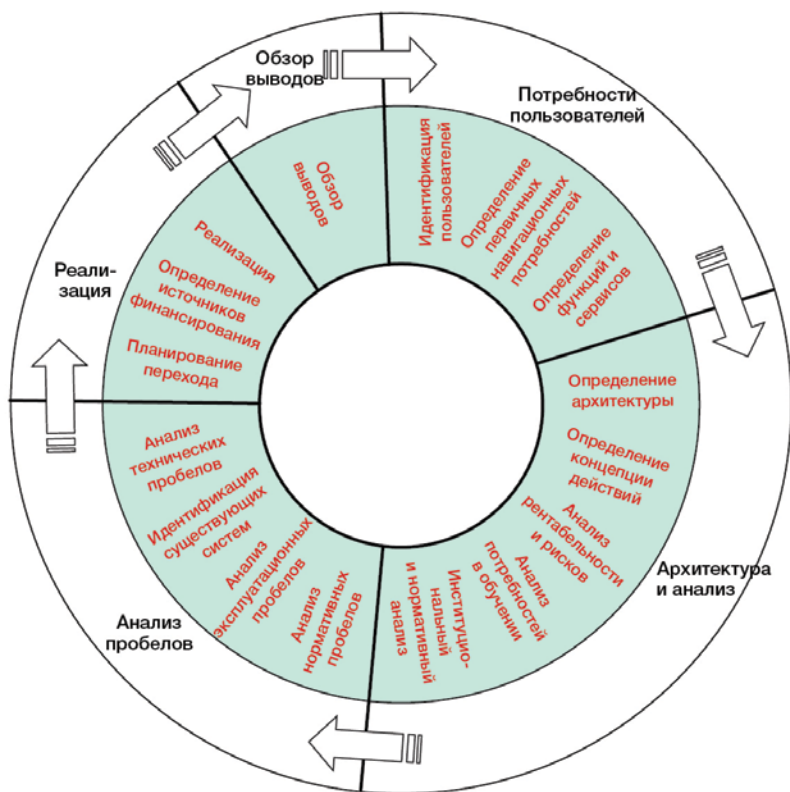 Обзор
выводов
Потребности
пользователей
Идентификация
пользователей
Определение
первичных
навигационных
потребностей
Определение
функций и
сервисов
Архитектура
и анализ
Определение
архитектуры
Определение
концепции
действий
Анализ
рентабельности
и рисков
Анализ
потребностей
в обучении
Институцио-
нальный
и нормативный
анализ
Анализ
пробелов
Анализ
нормативных
пробелов
Анализ
эксплуатационных
пробелов
Идентификация
существующих
систем
Анализ
технических
пробелов
Реали-
зация
Планирование
перехода
Определение
источников
финансирования
Реализация
Обзор
выводов